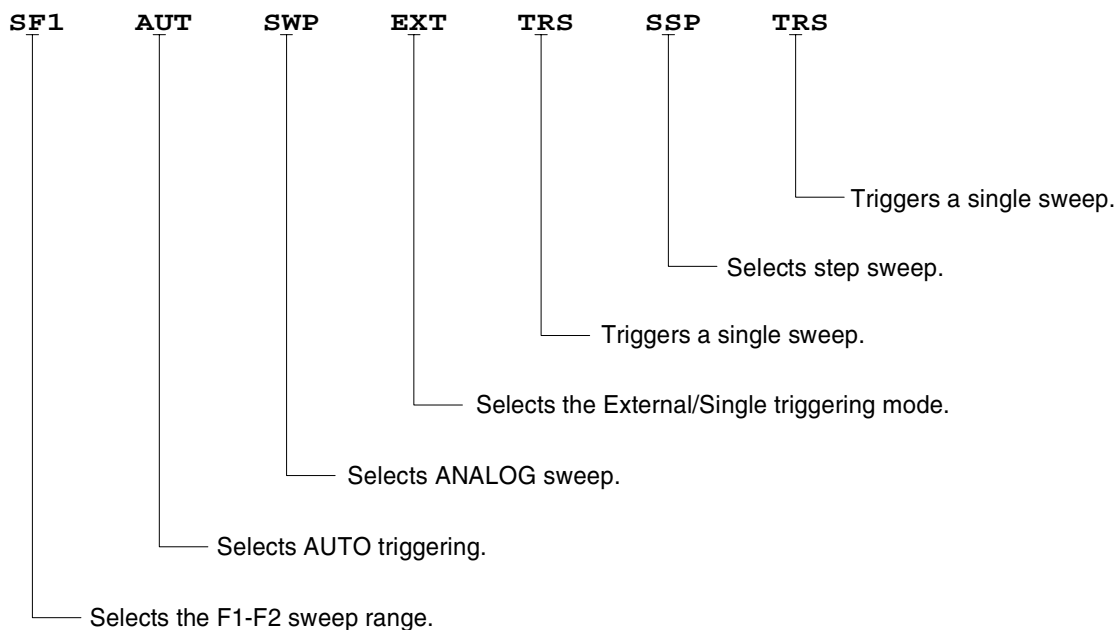 SF1 AUT SWP EXT TRS SSP TRS
Triggers a single sweep.
Selects step sweep.
Triggers a single sweep.
Selects the External/Single triggering mode.
Selects ANALOG sweep.
Selects AUTO triggering.
Selects the F1-F2 sweep range.